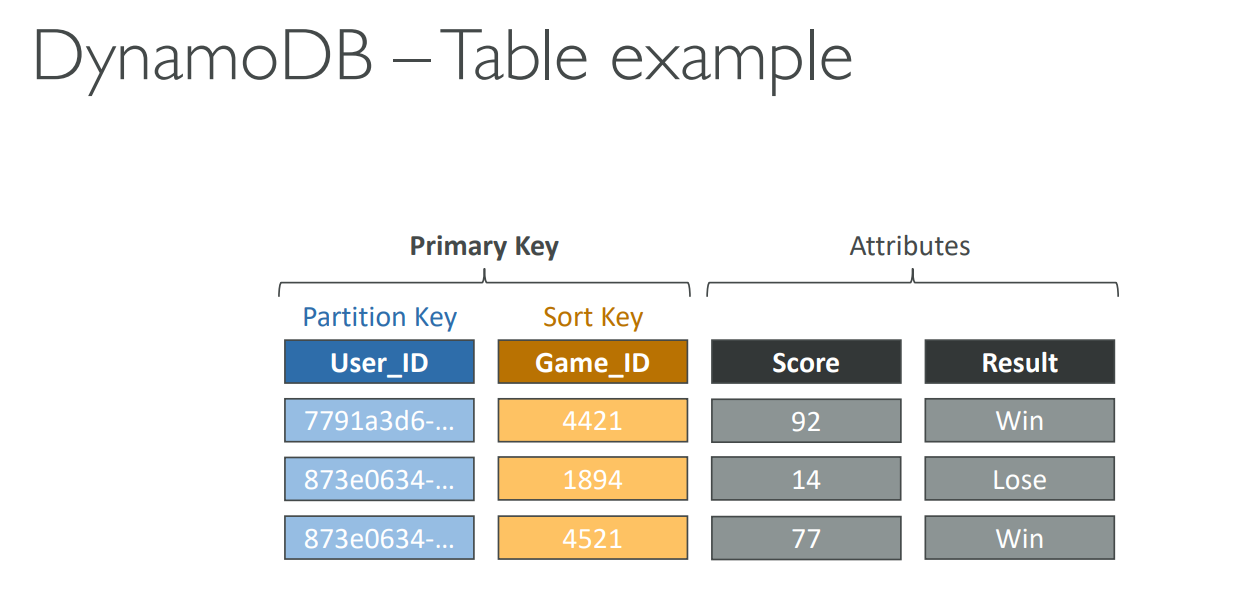 DynamoDB – Table example
Primary Key Attributes
Partition Key Sort Key
User_ID Game_ID Score Result
7791a3d6-... 4421 92 Win
873e0634-... 1894 14 Lose
873e0634-... 4521 77 Win